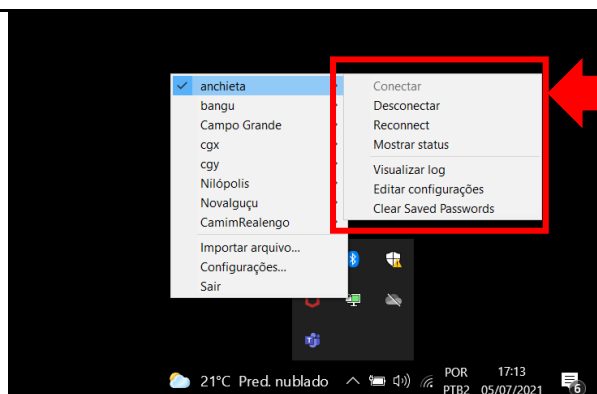 anchieta
bangu
Campo Grande
cgx
cgy
Nilópolis
NovaIguçu
CamimRealengo
Importar arquivo...
Configurações...
Sair
Conectar
Desconectar
Reconnect
Mostrar status
Visualizar log
Editar configurações
Clear Saved Passwords
21°C Pred. nublado
POR
PTB2
17:13
05/07/2021
6